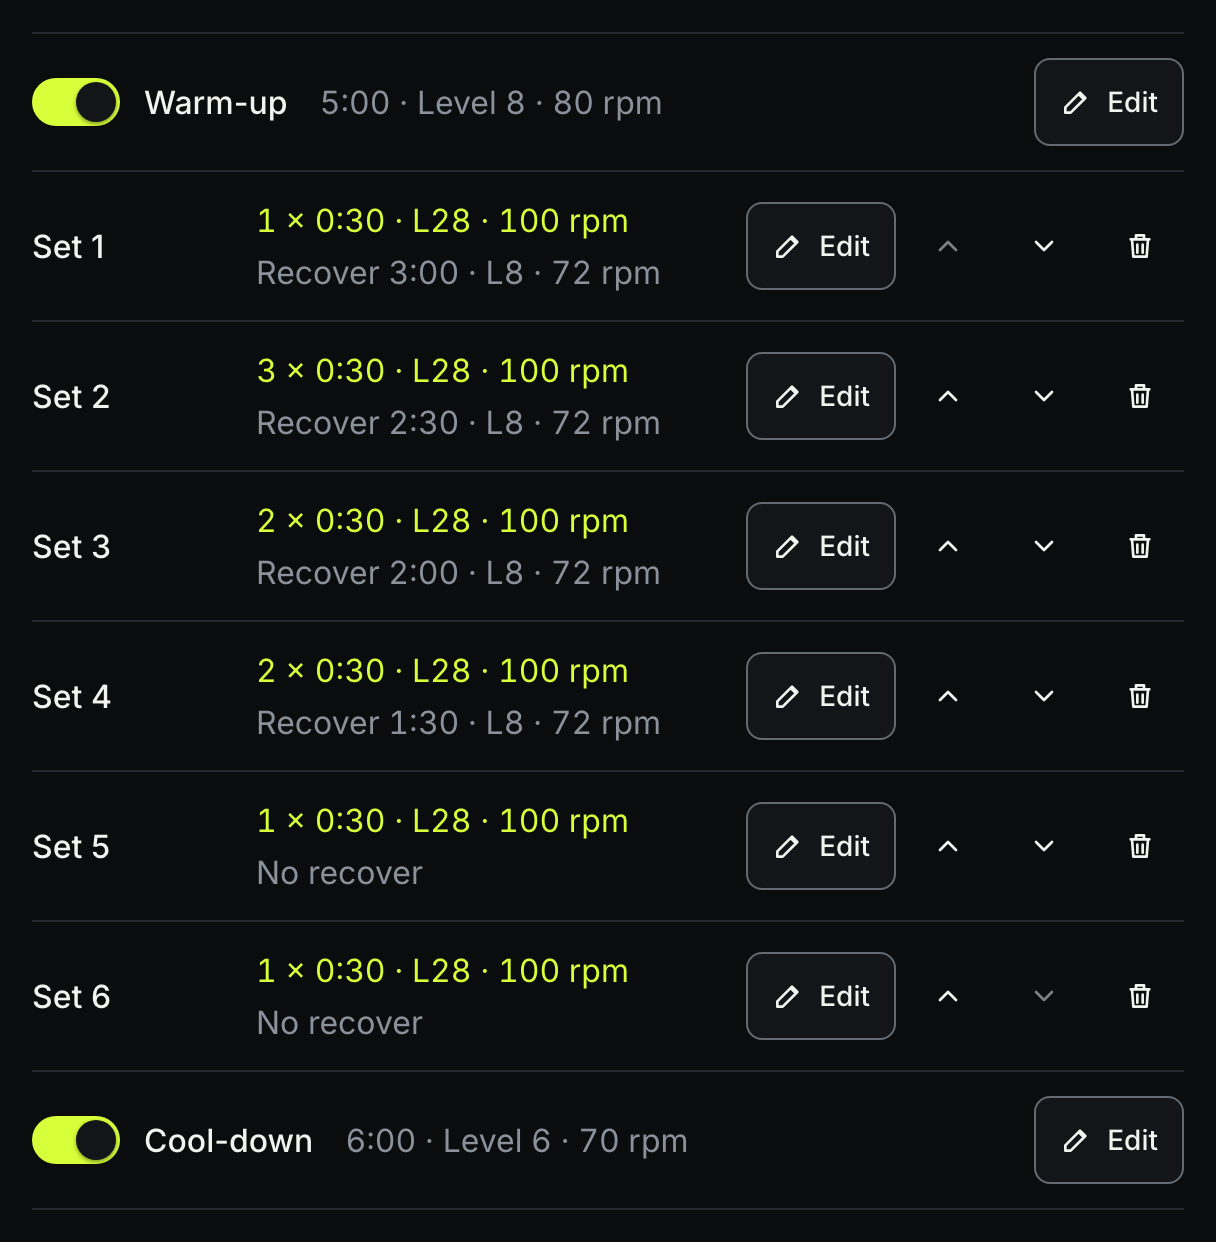 Warm-up 5:00 · Level 8 · 80 rpm Edit
Set 1
1 × 0:30 · L28 · 100 rpm
Recover 3:00 · L8 · 72 rpm
Edit
Set 2
3 × 0:30 · L28 · 100 rpm
Recover 2:30 · L8 · 72 rpm
Edit
Set 3
2 × 0:30 · L28 · 100 rpm
Recover 2:00 · L8 · 72 rpm
Edit
Set 4
2 × 0:30 · L28 · 100 rpm
Recover 1:30 · L8 · 72 rpm
Edit
Set 5
1 × 0:30 · L28 · 100 rpm
No recover
Edit
Set 6
1 × 0:30 · L28 · 100 rpm
No recover
Edit
Cool-down 6:00 · Level 6 · 70 rpm Edit